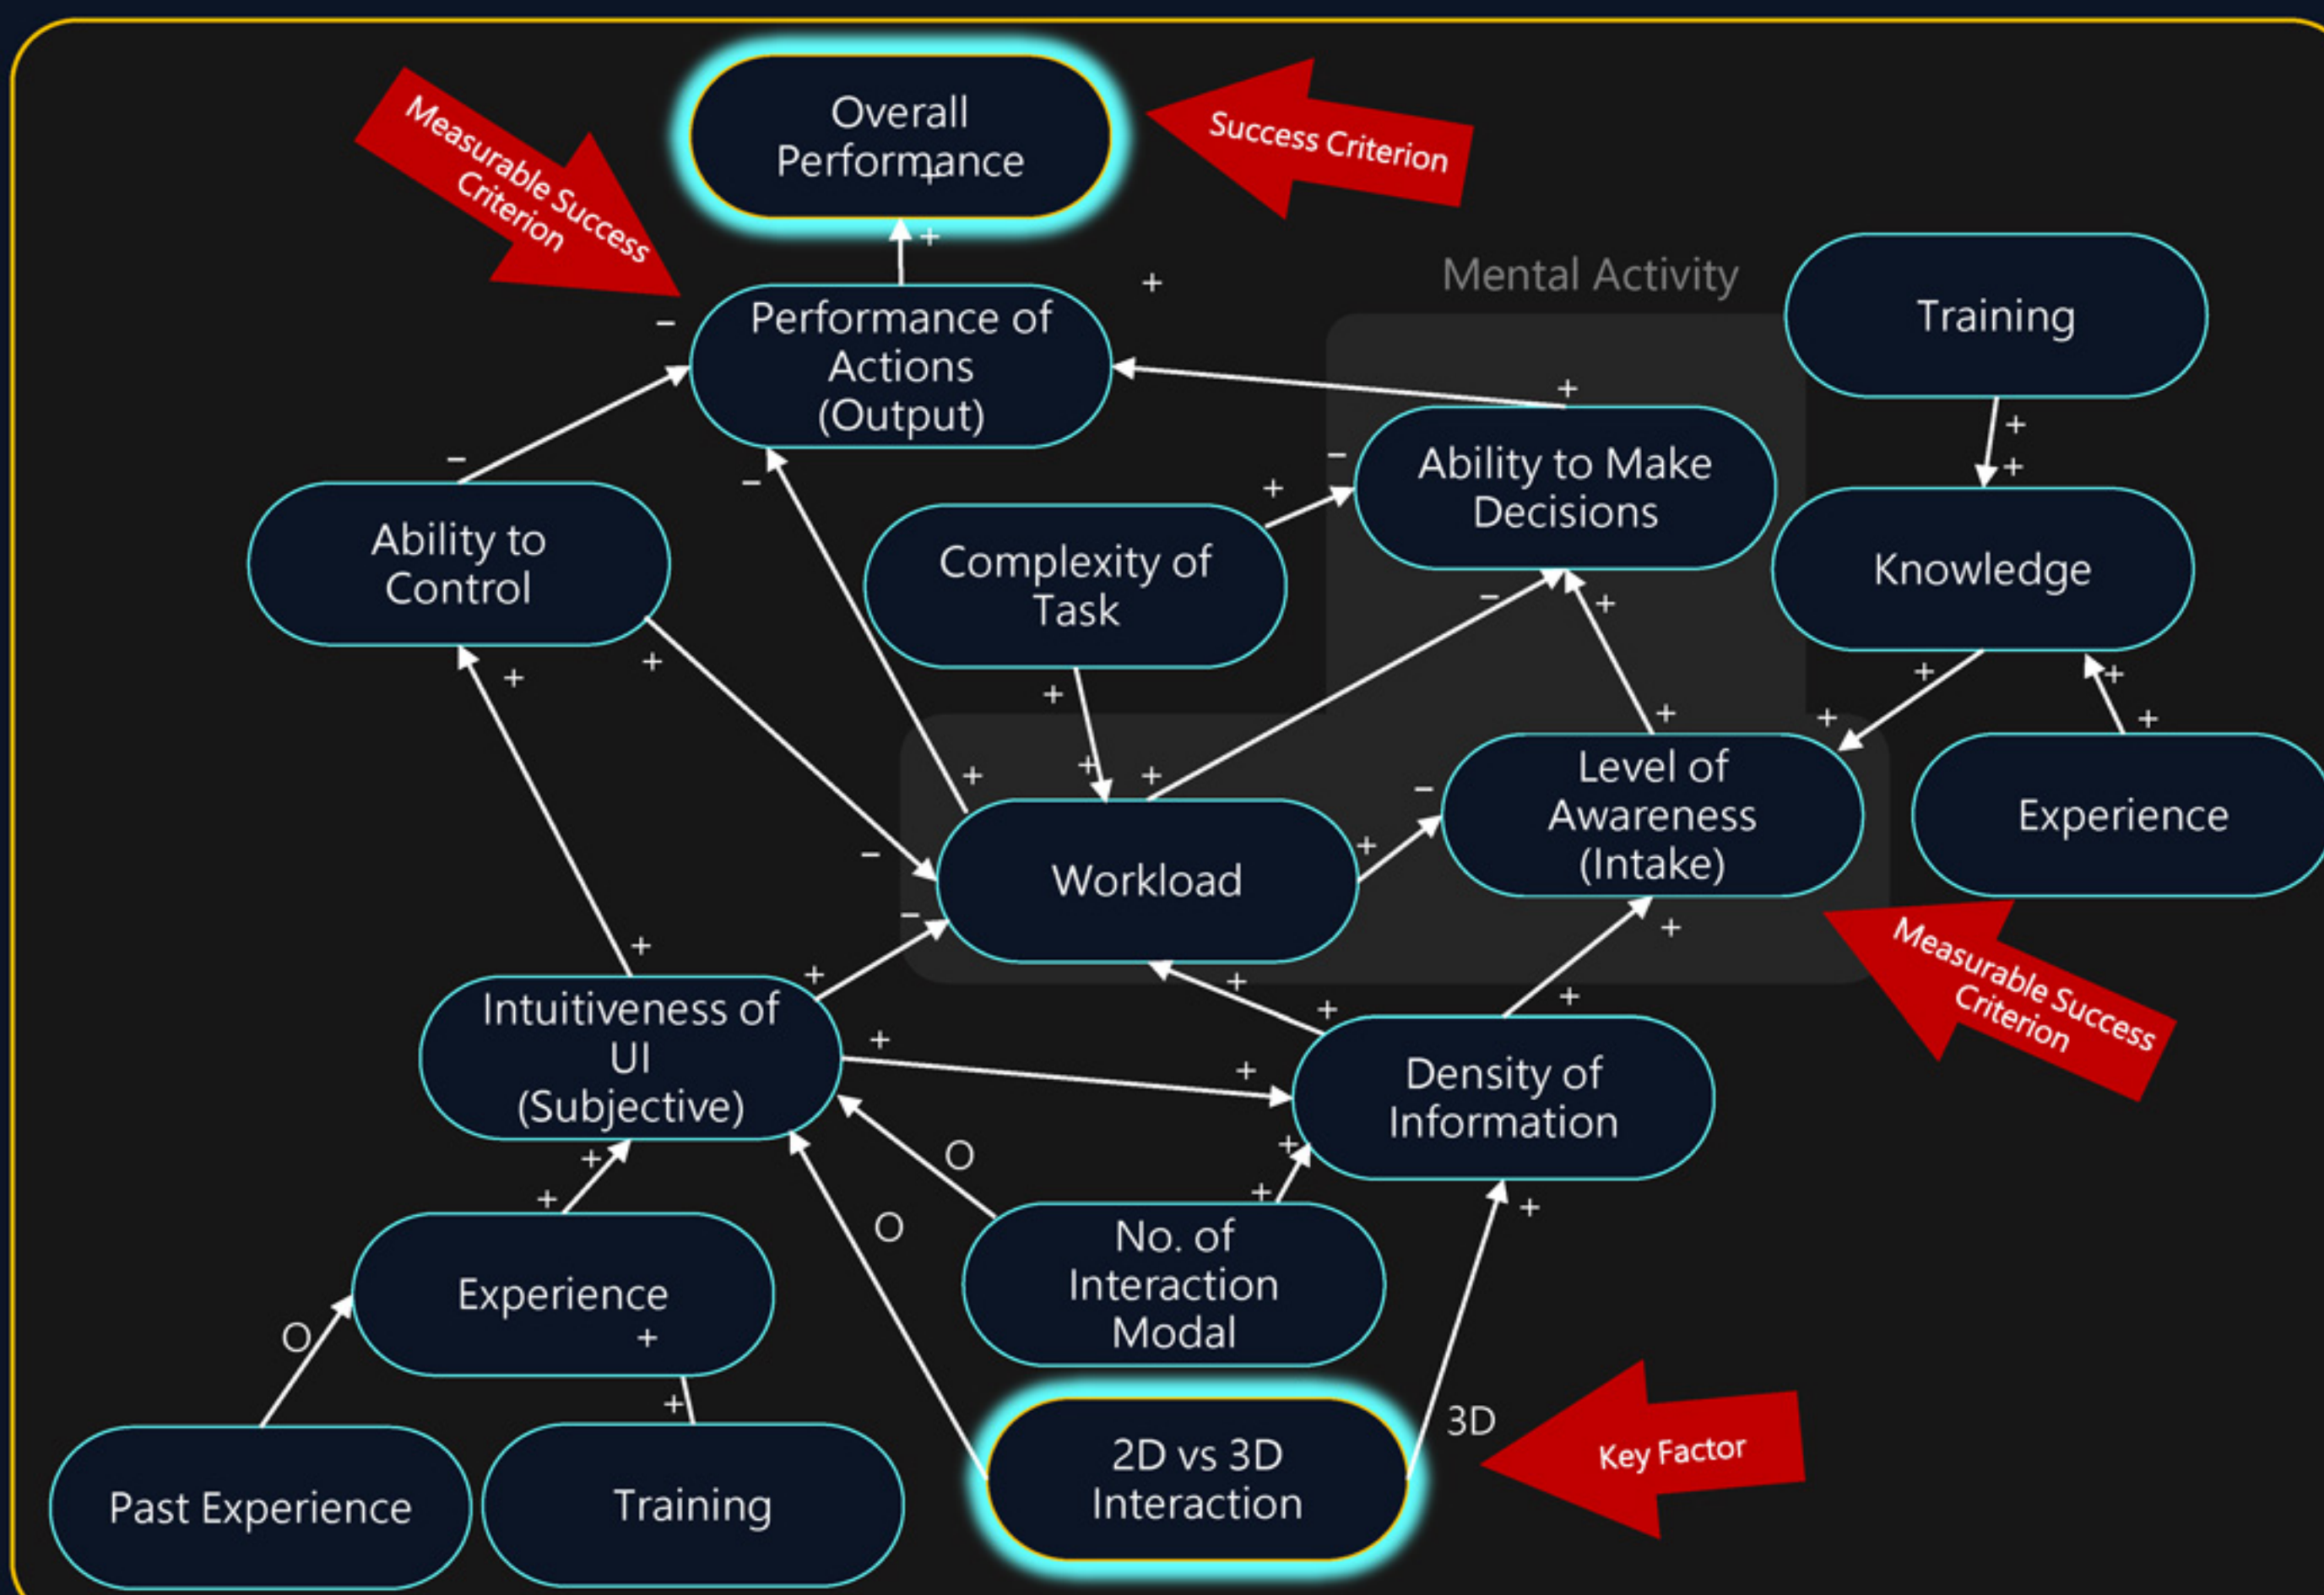 Overall
Performance
+
Measurable Success
Criterion
Success Criterion
+
Performance of
Actions
(Output)
+
−
Mental Activity
Training
+
+
+
Ability to Make
Decisions
−
+
−
−
Ability to
Control
Complexity of
Task
Knowledge
−
+
+
+
+
+
+
+
+
+
Level of
Awareness
(Intake)
Experience
+
+
+
−
+
−
Workload
−
+
+
+
Measurable Success
Criterion
+
+
+
Intuitiveness of
UI
(Subjective)
+
+
Density of
Information
+
+
O
+
+
O
+
Experience
+
No. of
Interaction
Modal
O
+
3D
Key Factor
Past Experience
Training
2D vs 3D
Interaction